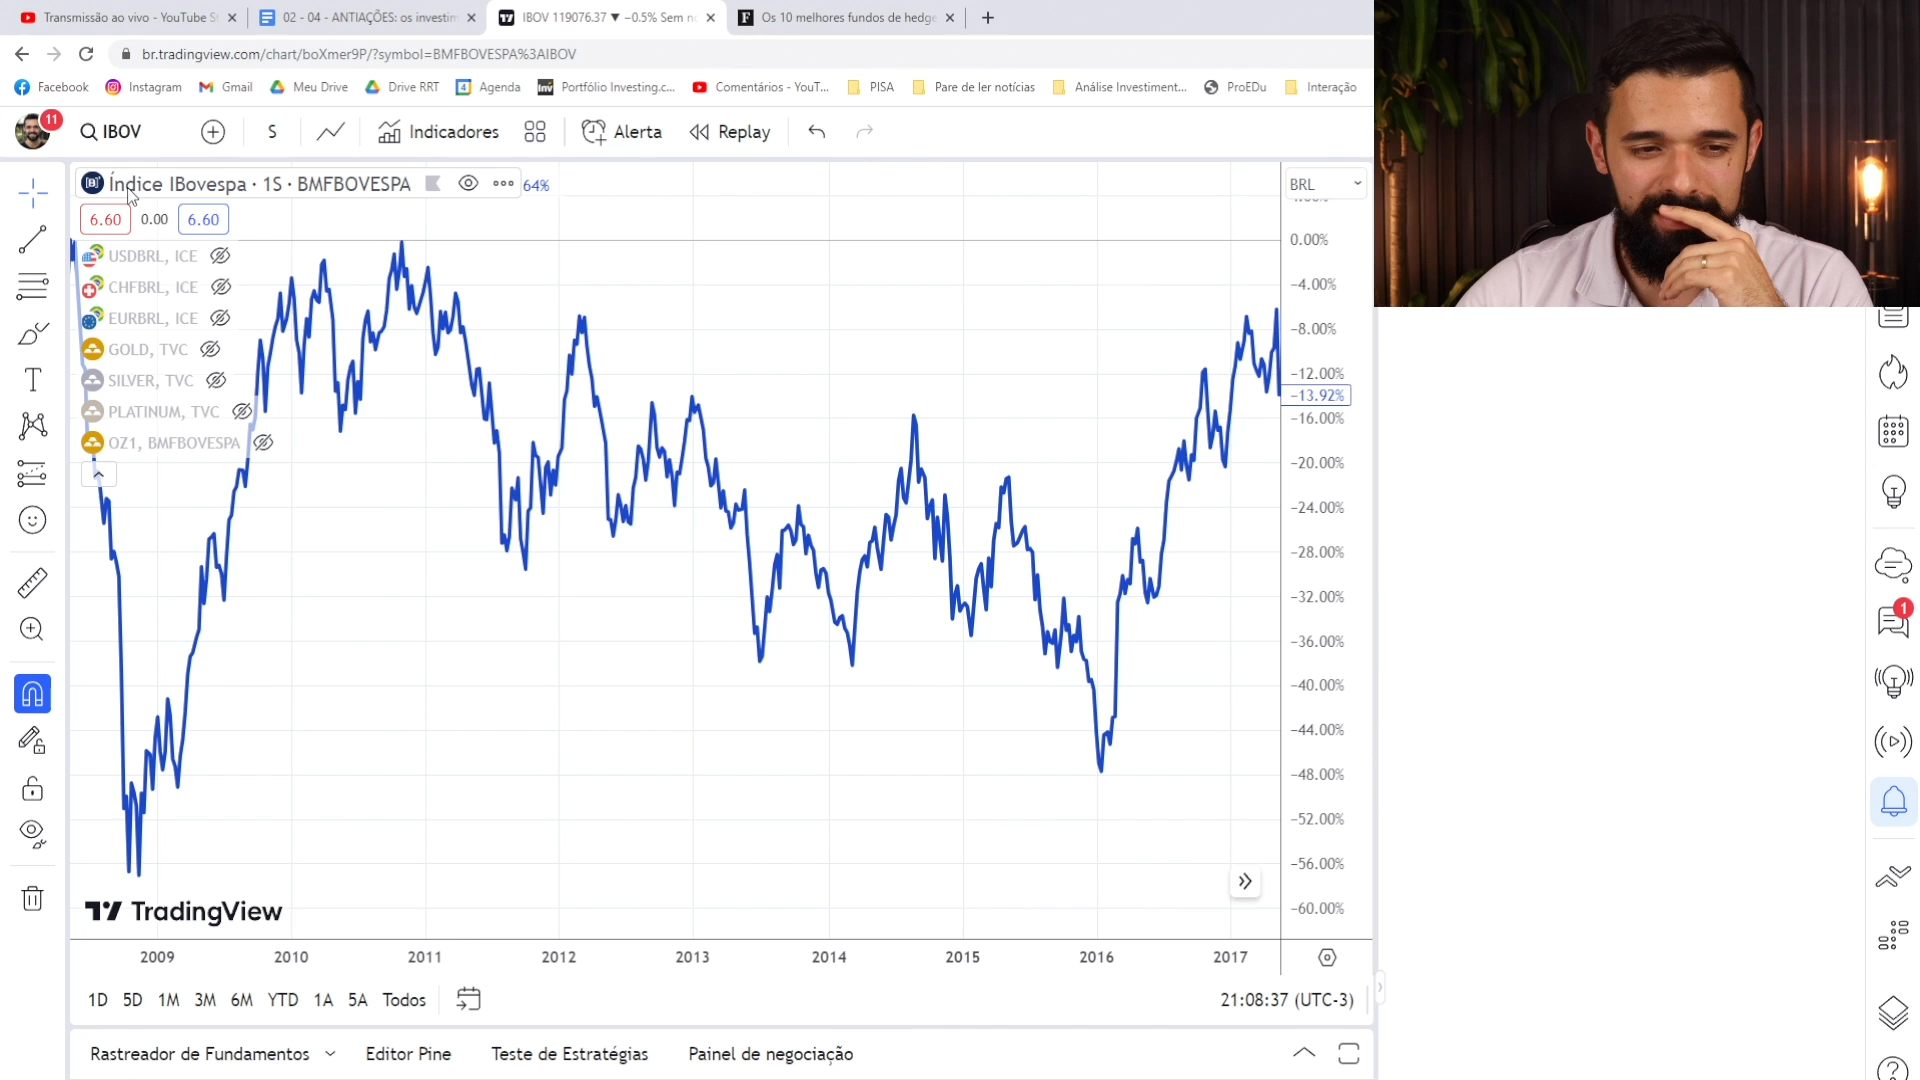 Transmissão ao vivo - YouTube S
02 - 04 - ANTIAÇÕES: os investim
IBOV 119076.37 ▼ −0.5% Sem n
Os 10 melhores fundos de hedge
br.tradingview.com/chart/boXmer9P/?symbol=BMFBOVESPA%3AIBOV
Facebook
Instagram
Gmail
Meu Drive
Drive RRT
Agenda
Portfólio Investing.c...
Comentários - YouT...
PISA
Pare de ler notícias
Análise Investiment...
ProEDu
Interação
11
IBOV
S
Indicadores
Alerta
Replay
Índice IBovespa · 1S · BMFBOVESPA
64%
BRL
6.60
0.00
6.60
USDBRL, ICE
CHFBRL, ICE
EURBRL, ICE
GOLD, TVC
SILVER, TVC
PLATINUM, TVC
OZ1, BMFBOVESPA
0.00%
−4.00%
−8.00%
−12.00%
−13.92%
−16.00%
−20.00%
−24.00%
−28.00%
−32.00%
−36.00%
−40.00%
−44.00%
−48.00%
−52.00%
−56.00%
−60.00%
1
TradingView
2009
2010
2011
2012
2013
2014
2015
2016
2017
1D
5D
1M
3M
6M
YTD
1A
5A
Todos
21:08:37 (UTC-3)
Rastreador de Fundamentos
Editor Pine
Teste de Estratégias
Painel de negociação